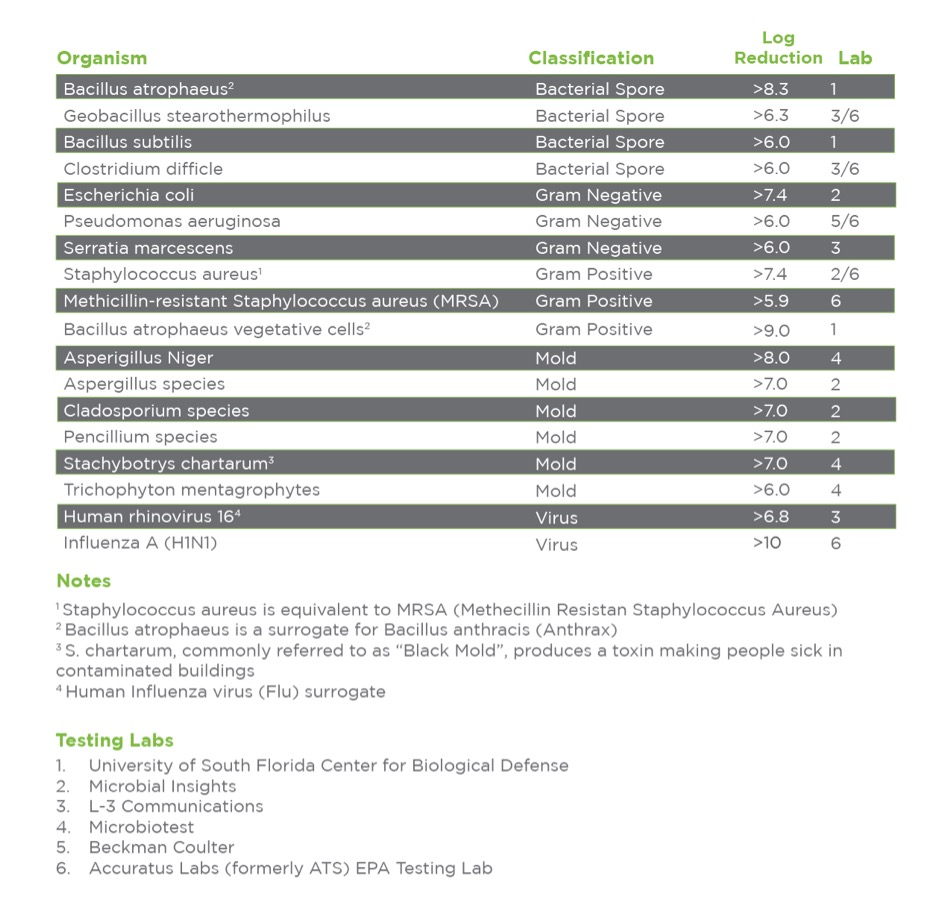 Organism Classification Log Reduction Lab
Bacillus atrophaeus² Bacterial Spore >8.3 1
Geobacillus stearothermophilus Bacterial Spore >6.3 3/6
Bacillus subtilis Bacterial Spore >6.0 1
Clostridium difficle Bacterial Spore >6.0 3/6
Escherichia coli Gram Negative >7.4 2
Pseudomonas aeruginosa Gram Negative >6.0 5/6
Serratia marcescens Gram Negative >6.0 3
Staphylococcus aureus¹ Gram Positive >7.4 2/6
Methicillin-resistant Staphylococcus aureus (MRSA) Gram Positive >5.9 6
Bacillus atrophaeus vegetative cells² Gram Positive >9.0 1
Asperigillus Niger Mold >8.0 4
Aspergillus species Mold >7.0 2
Cladosporium species Mold >7.0 2
Pencillium species Mold >7.0 2
Stachybotrys chartarum³ Mold >7.0 4
Trichophyton mentagrophytes Mold >6.0 4
Human rhinovirus 16⁴ Virus >6.8 3
Influenza A (H1N1) Virus >10 6
Notes
¹ Staphylococcus aureus is equivalent to MRSA (Methecillin Resistan Staphylococcus Aureus)
² Bacillus atrophaeus is a surrogate for Bacillus anthracis (Anthrax)
³ S. chartarum, commonly referred to as “Black Mold”, produces a toxin making people sick in
contaminated buildings
⁴ Human Influenza virus (Flu) surrogate
Testing Labs
1. University of South Florida Center for Biological Defense
2. Microbial Insights
3. L-3 Communications
4. Microbiotest
5. Beckman Coulter
6. Accuratus Labs (formerly ATS) EPA Testing Lab